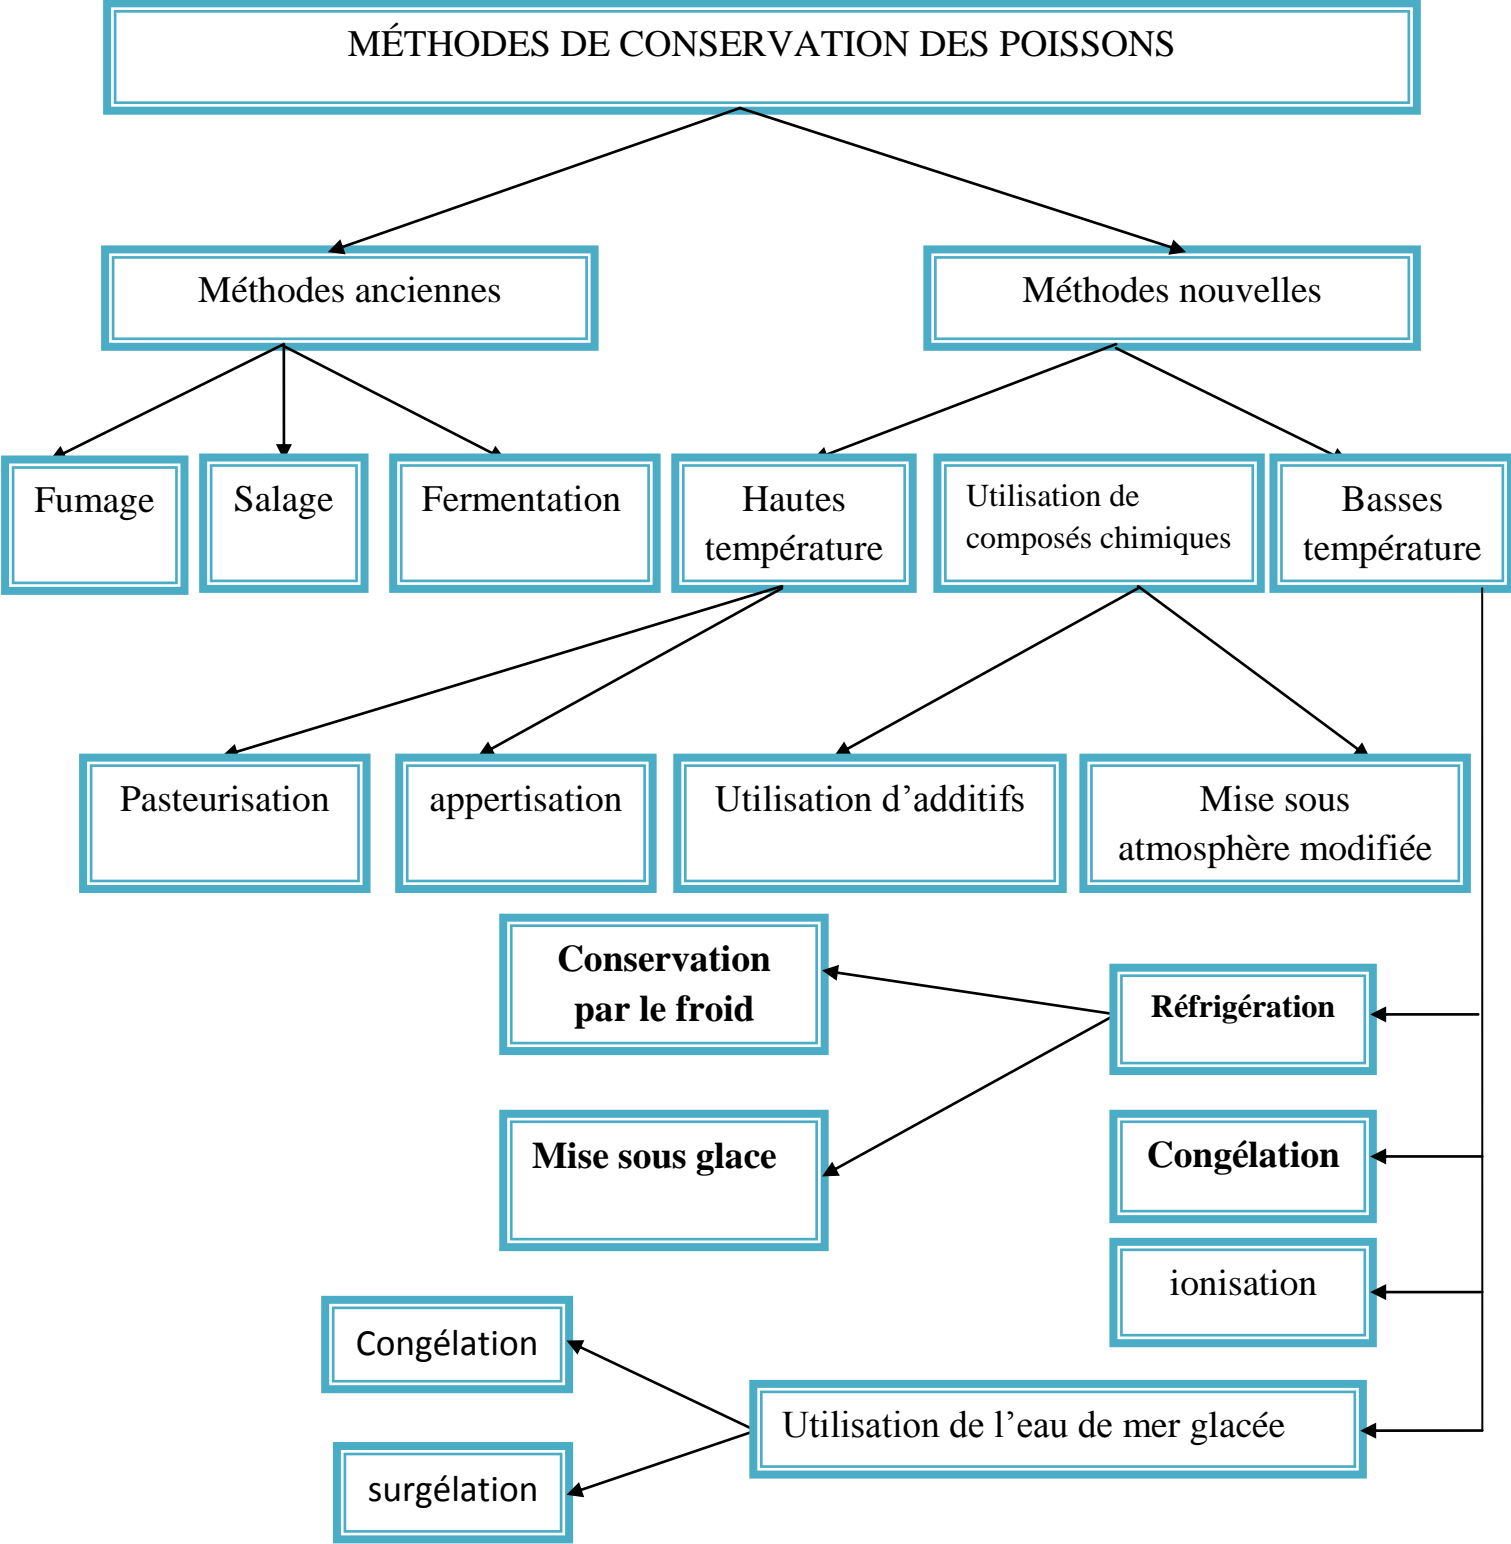 MÉTHODES DE CONSERVATION DES POISSONS
Méthodes anciennes
Méthodes nouvelles
Fumage
Salage
Fermentation
Hautes
température
Utilisation de
composés chimiques
Basses
température
Pasteurisation
appertisation
Utilisation d’additifs
Mise sous
atmosphère modifiée
Conservation
par le froid
Réfrigération
Mise sous glace
Congélation
ionisation
Congélation
Utilisation de l’eau de mer glacée
surgélation